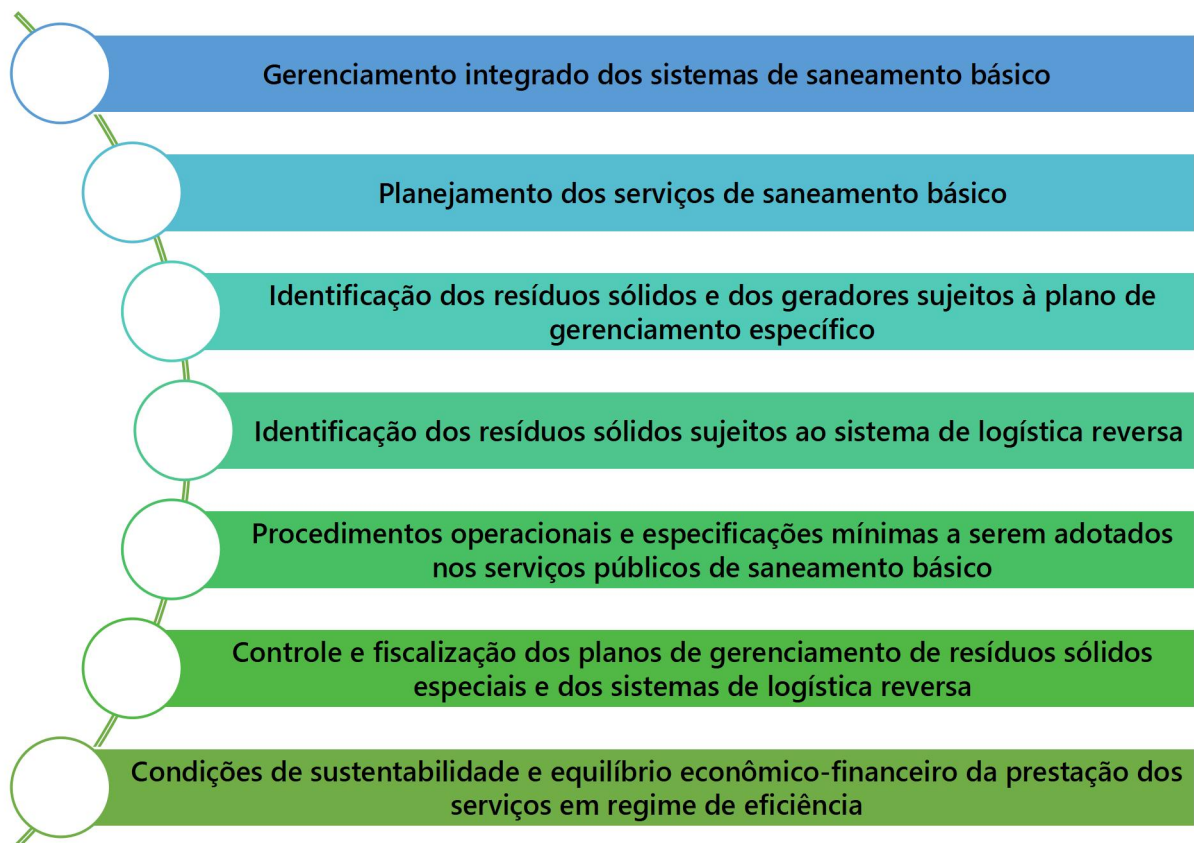 Gerenciamento integrado dos sistemas de saneamento básico
Planejamento dos serviços de saneamento básico
Identificação dos resíduos sólidos e dos geradores sujeitos à plano de
gerenciamento específico
Identificação dos resíduos sólidos sujeitos ao sistema de logística reversa
Procedimentos operacionais e especificações mínimas a serem adotados
nos serviços públicos de saneamento básico
Controle e fiscalização dos planos de gerenciamento de resíduos sólidos
especiais e dos sistemas de logística reversa
Condições de sustentabilidade e equilíbrio econômico-financeiro da prestação dos
serviços em regime de eficiência